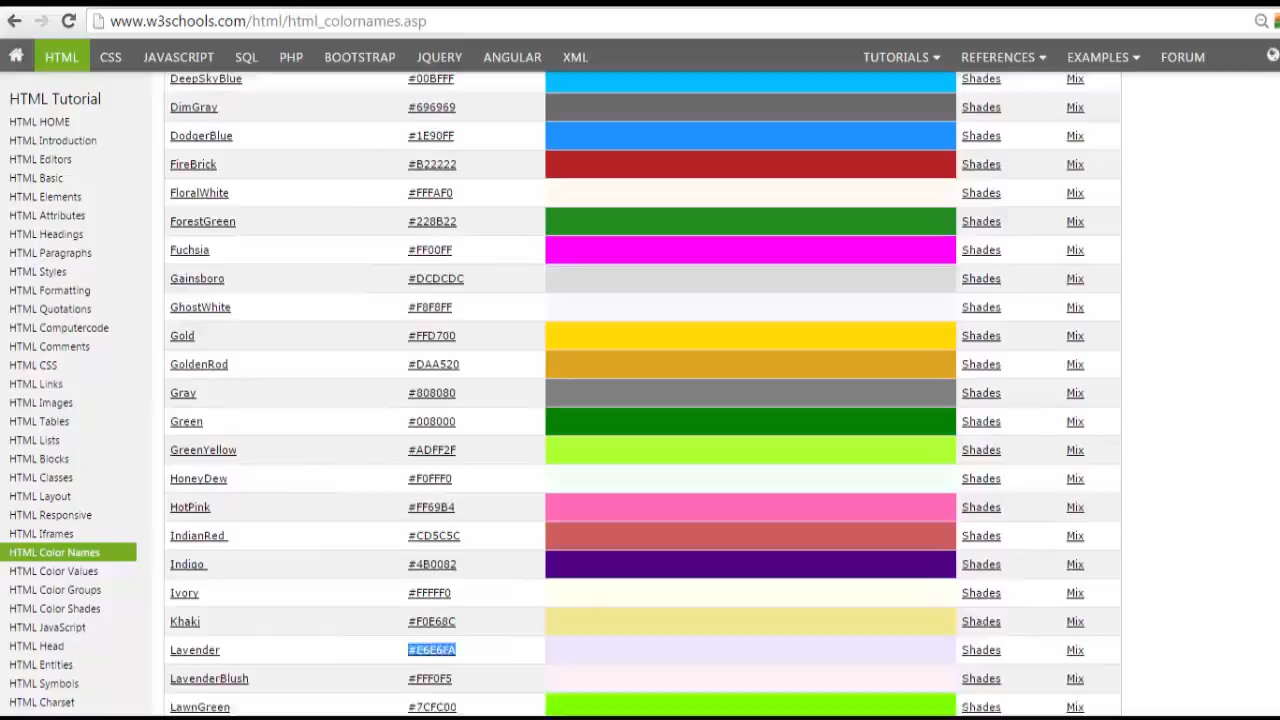 www.w3schools.com/html/html_colornames.asp
HTML CSS JAVASCRIPT SQL PHP BOOTSTRAP JQUERY ANGULAR XML TUTORIALS REFERENCES EXAMPLES FORUM
HTML Tutorial
HTML HOME
HTML Introduction
HTML Editors
HTML Basic
HTML Elements
HTML Attributes
HTML Headings
HTML Paragraphs
HTML Styles
HTML Formatting
HTML Quotations
HTML Computercode
HTML Comments
HTML CSS
HTML Links
HTML Images
HTML Tables
HTML Lists
HTML Blocks
HTML Classes
HTML Layout
HTML Responsive
HTML Iframes
HTML Color Names
HTML Color Values
HTML Color Groups
HTML Color Shades
HTML JavaScript
HTML Head
HTML Entities
HTML Symbols
HTML Charset
DeepSkyBlue #00BFFF Shades Mix
DimGray #696969 Shades Mix
DodgerBlue #1E90FF Shades Mix
FireBrick #B22222 Shades Mix
FloralWhite #FFFAF0 Shades Mix
ForestGreen #228B22 Shades Mix
Fuchsia #FF00FF Shades Mix
Gainsboro #DCDCDC Shades Mix
GhostWhite #F8F8FF Shades Mix
Gold #FFD700 Shades Mix
GoldenRod #DAA520 Shades Mix
Gray #808080 Shades Mix
Green #008000 Shades Mix
GreenYellow #ADFF2F Shades Mix
HoneyDew #F0FFF0 Shades Mix
HotPink #FF69B4 Shades Mix
IndianRed #CD5C5C Shades Mix
Indigo #4B0082 Shades Mix
Ivory #FFFFF0 Shades Mix
Khaki #F0E68C Shades Mix
Lavender #E6E6FA Shades Mix
LavenderBlush #FFF0F5 Shades Mix
LawnGreen #7CFC00 Shades Mix